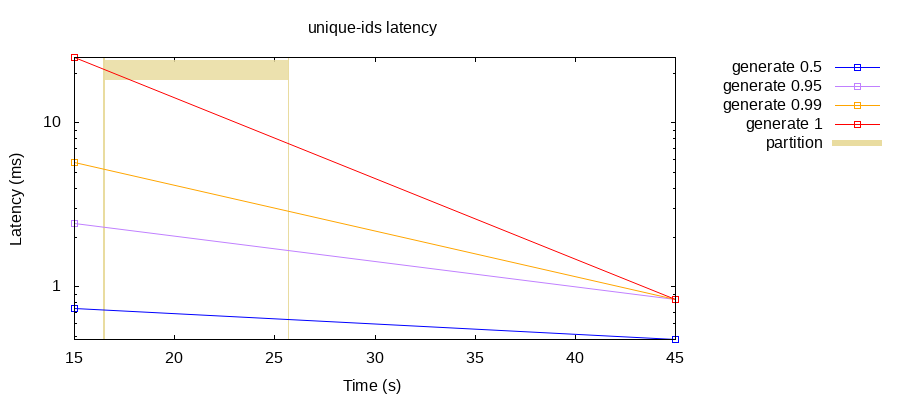 unique-ids latency
generate 0.5
generate 0.95
generate 0.99
generate 1
partition
Latency (ms)
10
1
15 20 25 30 35 40 45
Time (s)